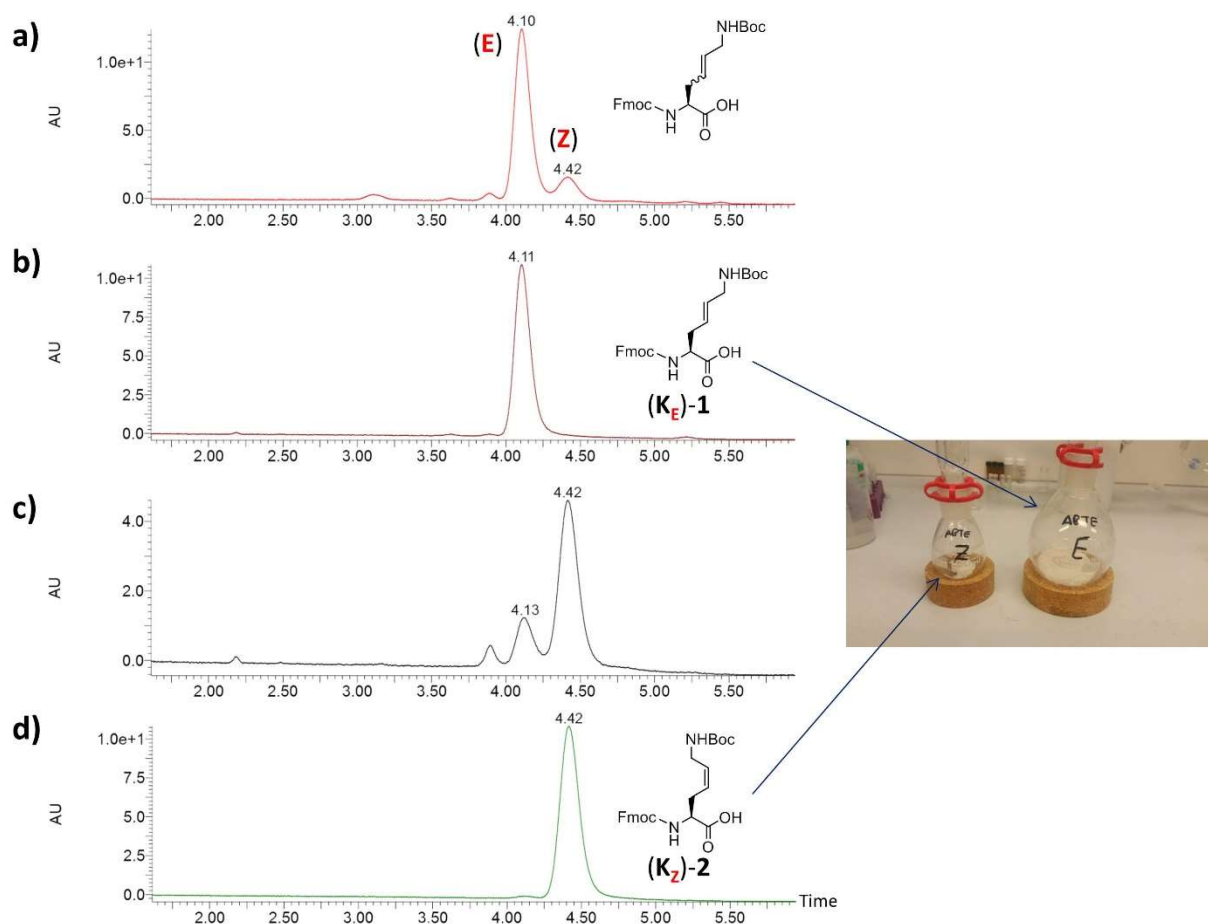 a)
4.10
(E)
(Z)
4.42
AU
1.0e+1
5.0
0.0
2.00 2.50 3.00 3.50 4.00 4.50 5.00 5.50
NHBoc
Fmoc
N
H
OH
O
b)
4.11
AU
1.0e+1
7.5
5.0
2.5
0.0
2.00 2.50 3.00 3.50 4.00 4.50 5.00 5.50
NHBoc
Fmoc
N
H
OH
O
(KE)-1
c)
4.42
4.13
AU
4.0
2.0
0.0
2.00 2.50 3.00 3.50 4.00 4.50 5.00 5.50
ABTE
Z
ABTE
E
d)
4.42
AU
1.0e+1
7.5
5.0
2.5
0.0
2.00 2.50 3.00 3.50 4.00 4.50 5.00 5.50
Time
NHBoc
Fmoc
N
H
OH
O
(KZ)-2